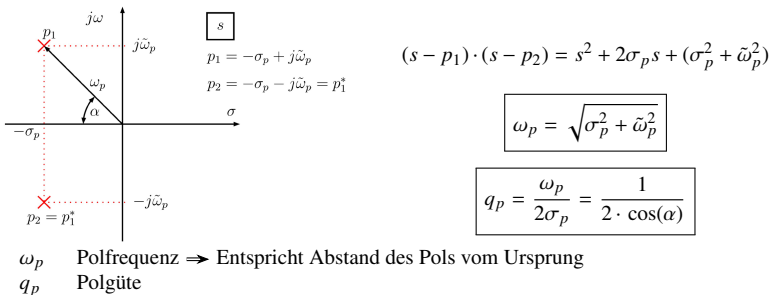 jω
s
p₁
jω̃ₚ
p₁ = −σₚ + jω̃ₚ
p₂ = −σₚ − jω̃ₚ = p₁*
ωₚ
α
σ
−σₚ
−jω̃ₚ
p₂ = p₁*
(s − p₁)·(s − p₂) = s² + 2σₚs + (σₚ² + ω̃ₚ²)
ωₚ = √(σₚ² + ω̃ₚ²)
qₚ = ωₚ / 2σₚ = 1 / (2 · cos(α))
ωₚ Polfrequenz ⇒ Entspricht Abstand des Pols vom Ursprung
qₚ Polgüte